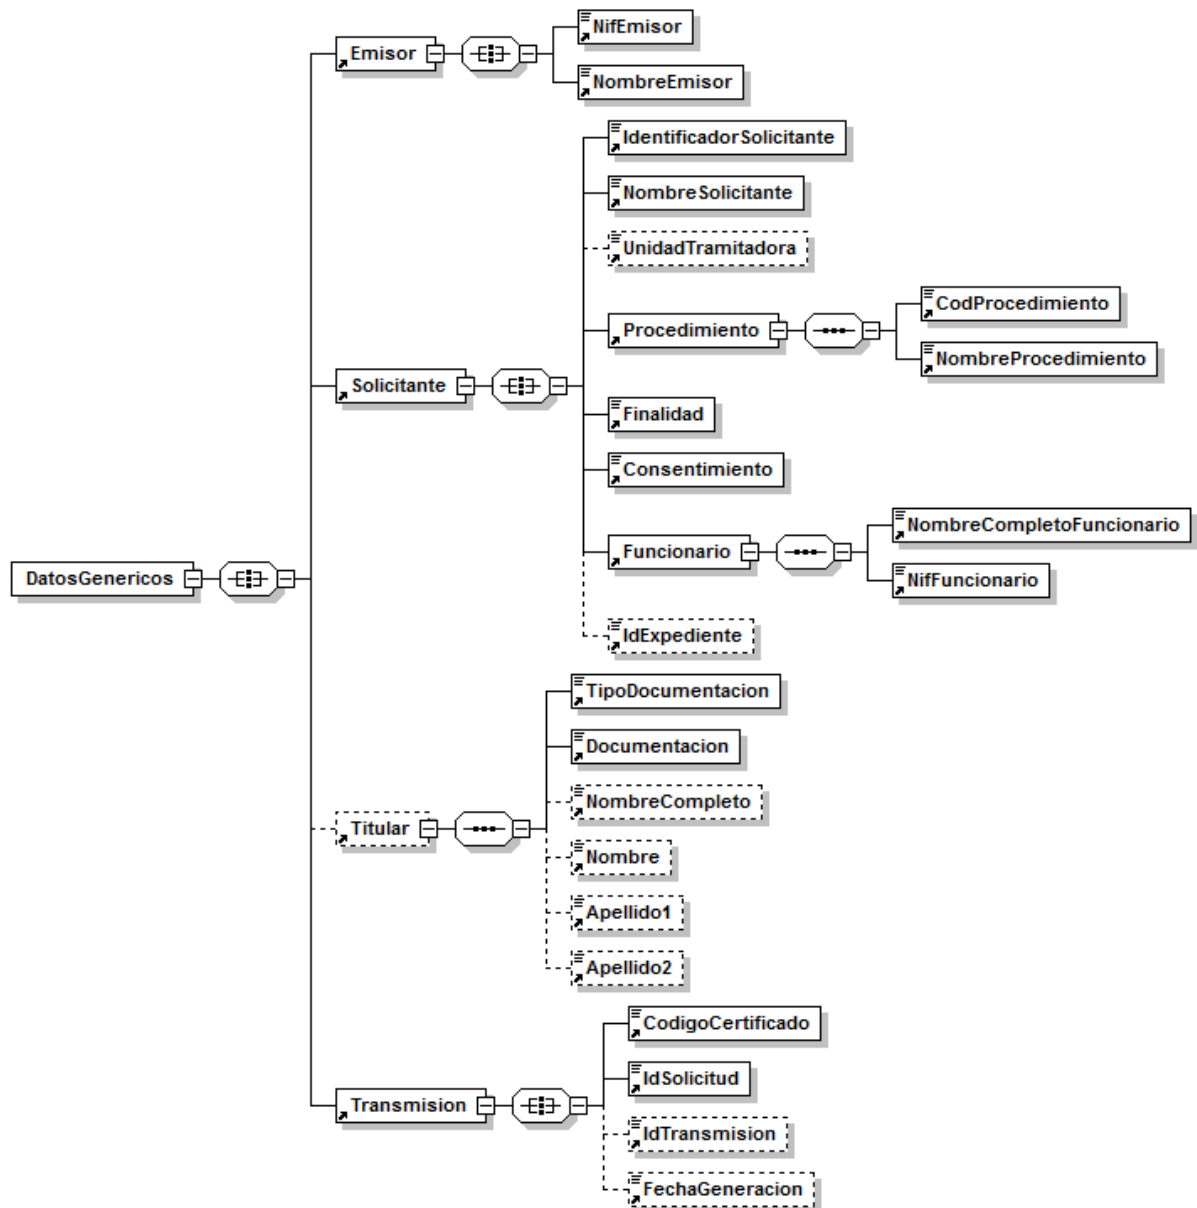 Emisor
NifEmisor
NombreEmisor
IdentificadorSolicitante
NombreSolicitante
UnidadTramitadora
Procedimiento
CodProcedimiento
NombreProcedimiento
Solicitante
Finalidad
Consentimiento
Funcionario
NombreCompletoFuncionario
NifFuncionario
DatosGenericos
IdExpediente
TipoDocumentacion
Documentacion
NombreCompleto
Titular
Nombre
Apellido1
Apellido2
CodigoCertificado
IdSolicitud
Transmision
IdTransmision
FechaGeneracion